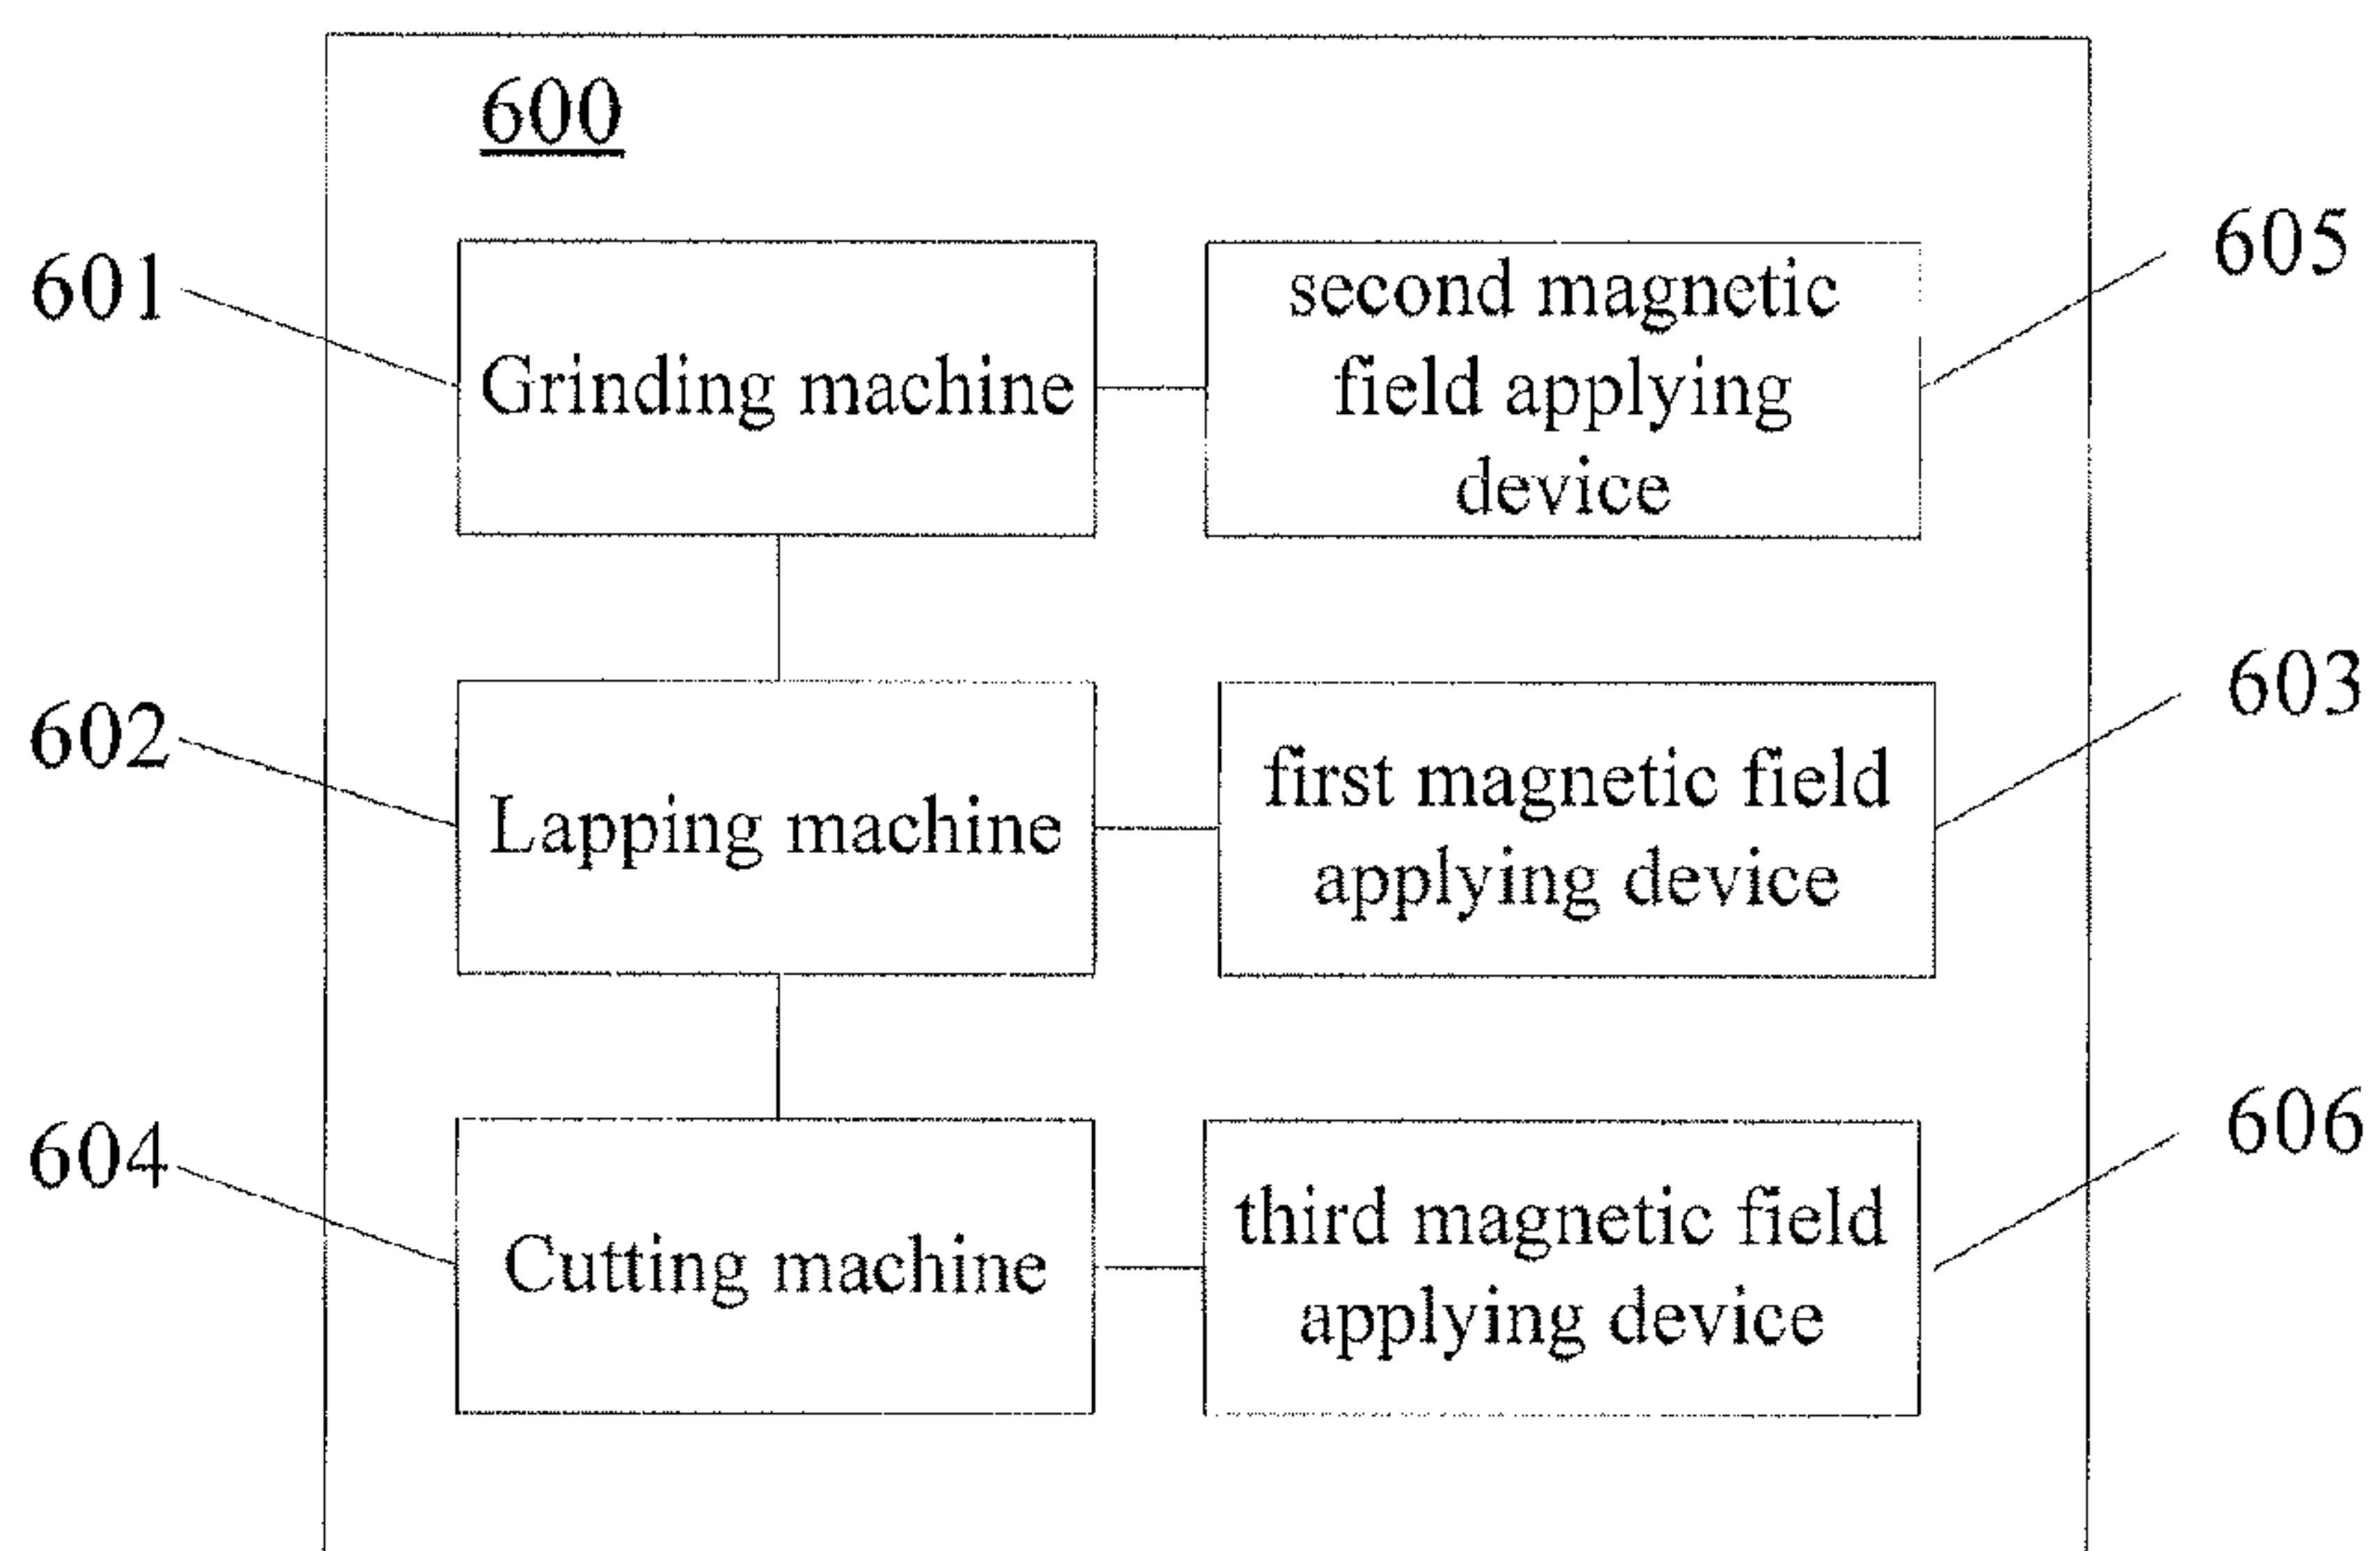 600
601
Grinding machine
second magnetic
field applying
device
605
602
Lapping machine
first magnetic field
applying device
603
604
Cutting machine
third magnetic field
applying device
606